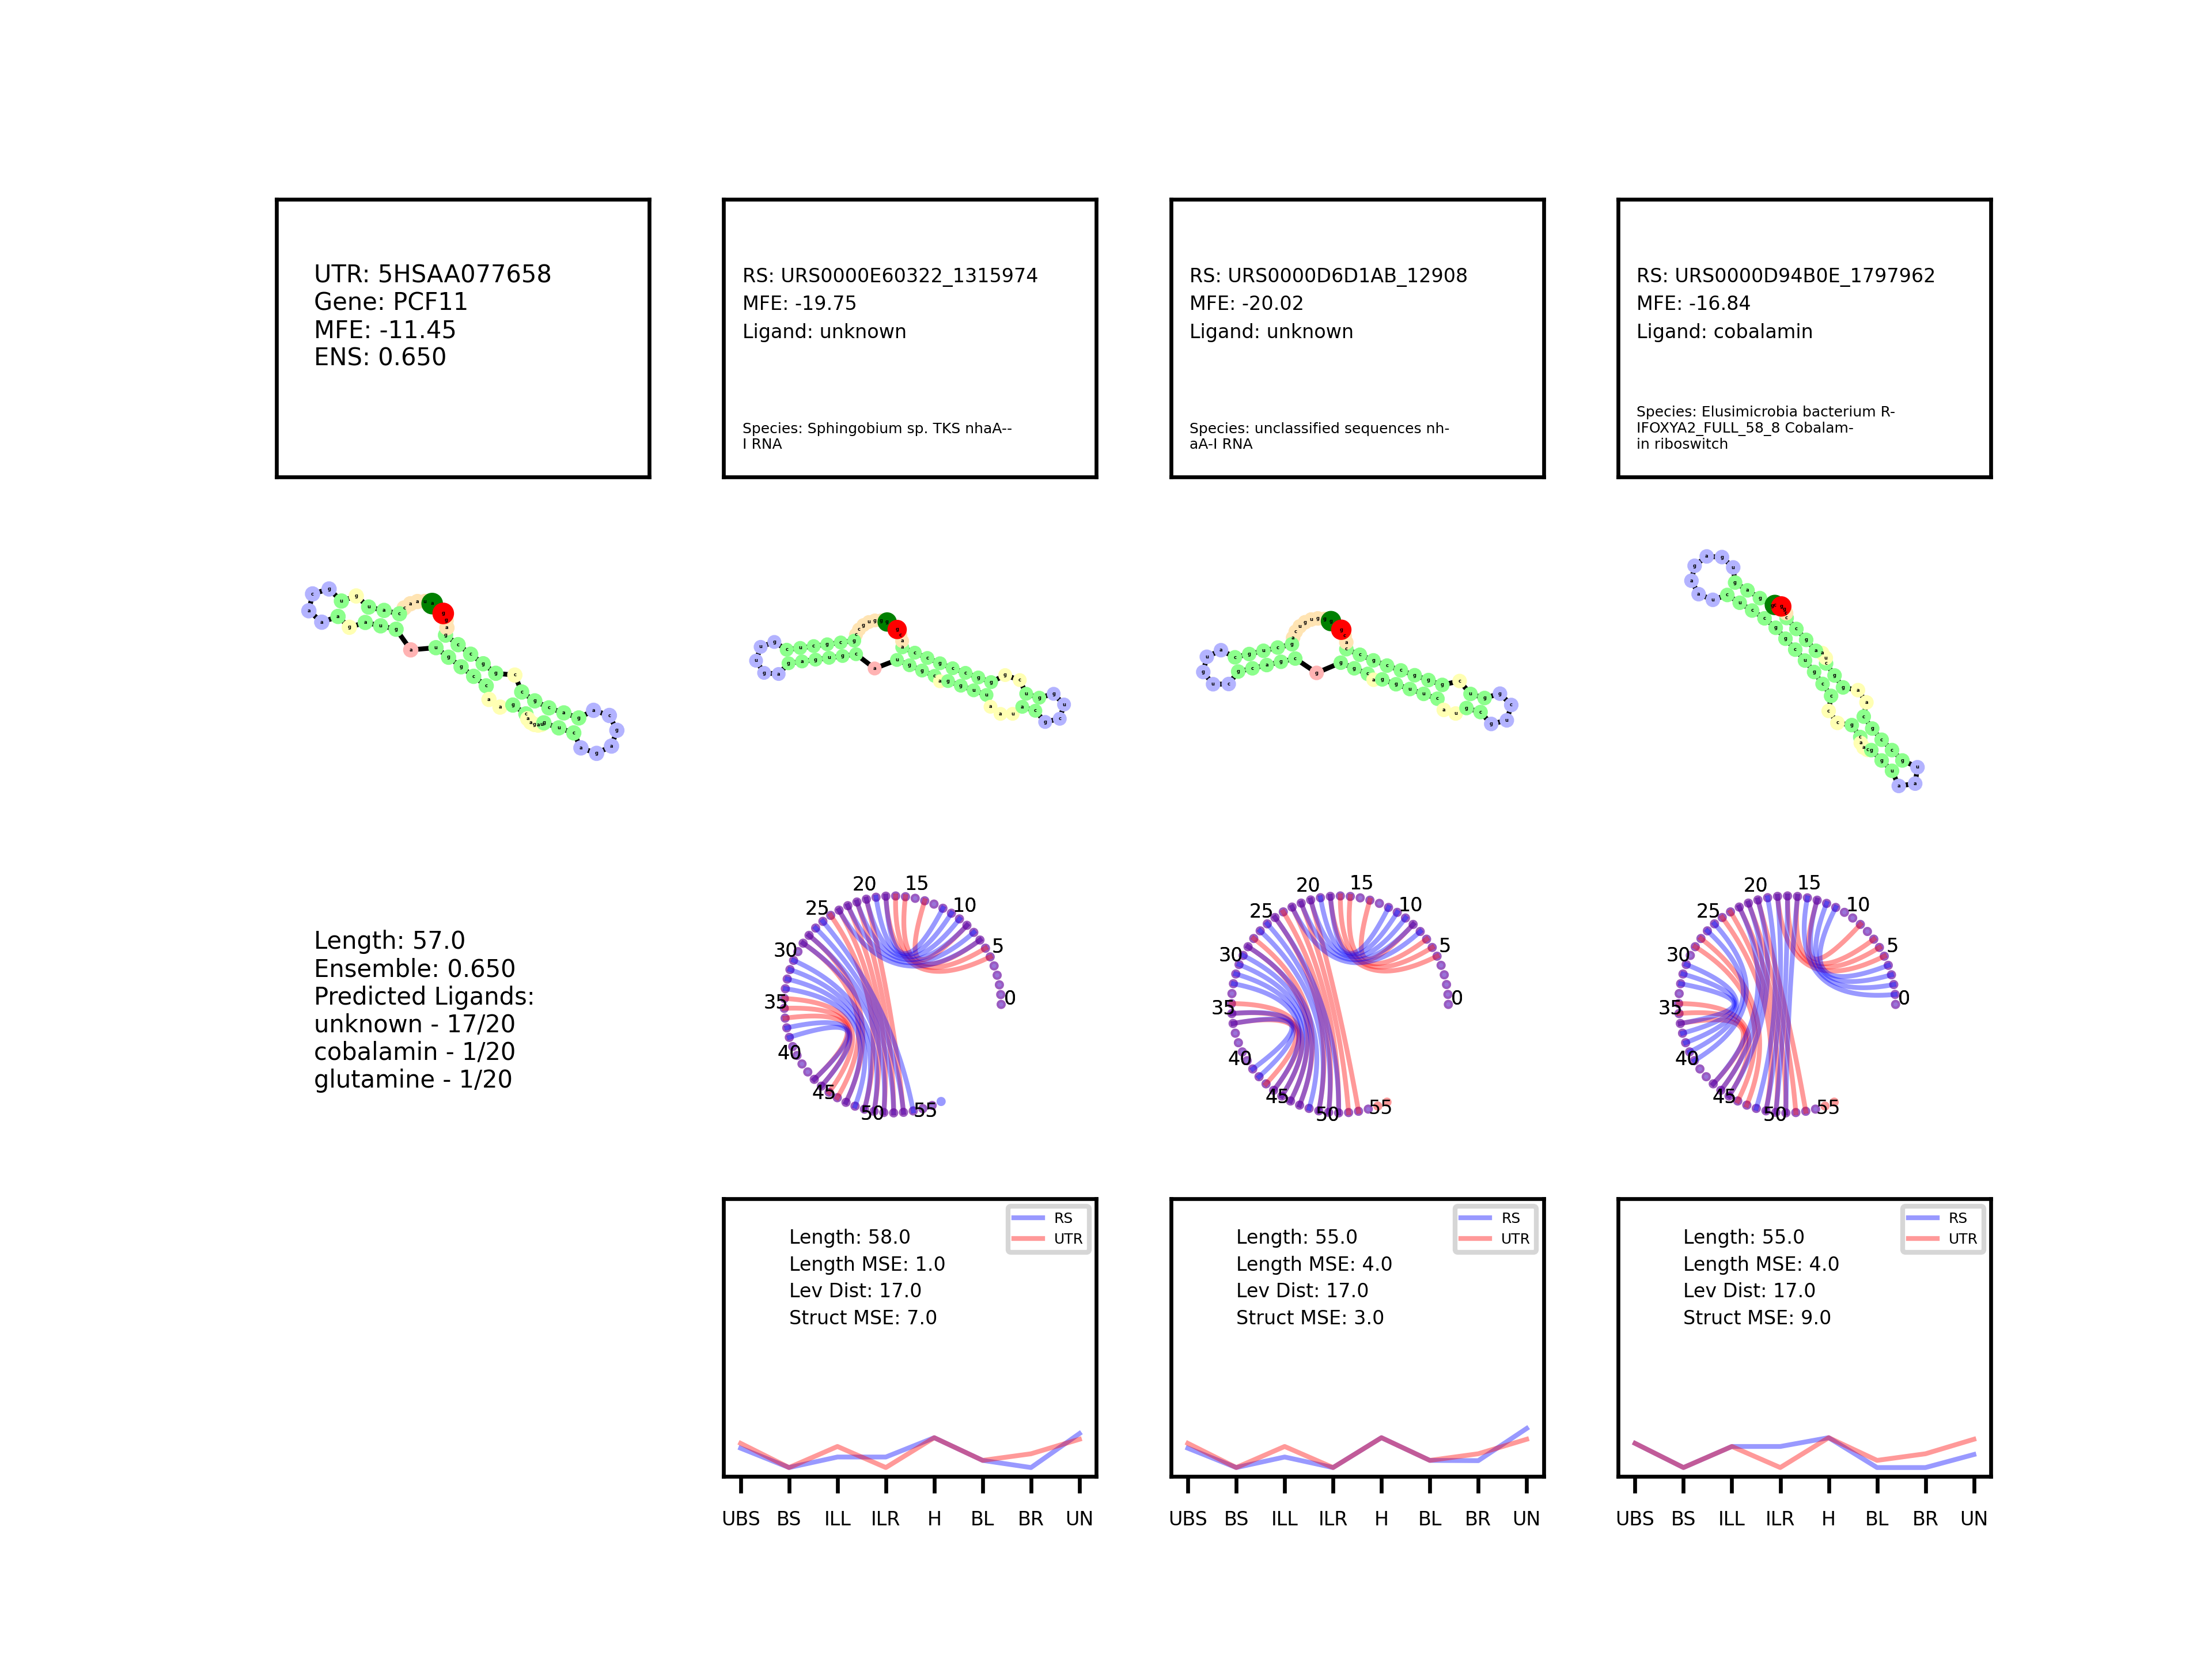 UTR: 5HSAA077658
Gene: PCF11
MFE: -11.45
ENS: 0.650
RS: URS0000E60322_1315974
MFE: -19.75
Ligand: unknown
Species: Sphingobium sp. TKS nhaA--
I RNA
RS: URS0000D6D1AB_12908
MFE: -20.02
Ligand: unknown
Species: unclassified sequences nh-
aA-I RNA
RS: URS0000D94B0E_1797962
MFE: -16.84
Ligand: cobalamin
Species: Elusimicrobia bacterium R-
IFOXYA2_FULL_58_8 Cobalam-
in riboswitch
Length: 57.0
Ensemble: 0.650
Predicted Ligands:
unknown - 17/20
cobalamin - 1/20
glutamine - 1/20
0
5
10
15
20
25
30
35
40
45
50
55
0
5
10
15
20
25
30
35
40
45
50
55
0
5
10
15
20
25
30
35
40
45
50
55
RS
UTR
Length: 58.0
Length MSE: 1.0
Lev Dist: 17.0
Struct MSE: 7.0
UBS BS ILL ILR H BL BR UN
RS
UTR
Length: 55.0
Length MSE: 4.0
Lev Dist: 17.0
Struct MSE: 3.0
UBS BS ILL ILR H BL BR UN
RS
UTR
Length: 55.0
Length MSE: 4.0
Lev Dist: 17.0
Struct MSE: 9.0
UBS BS ILL ILR H BL BR UN